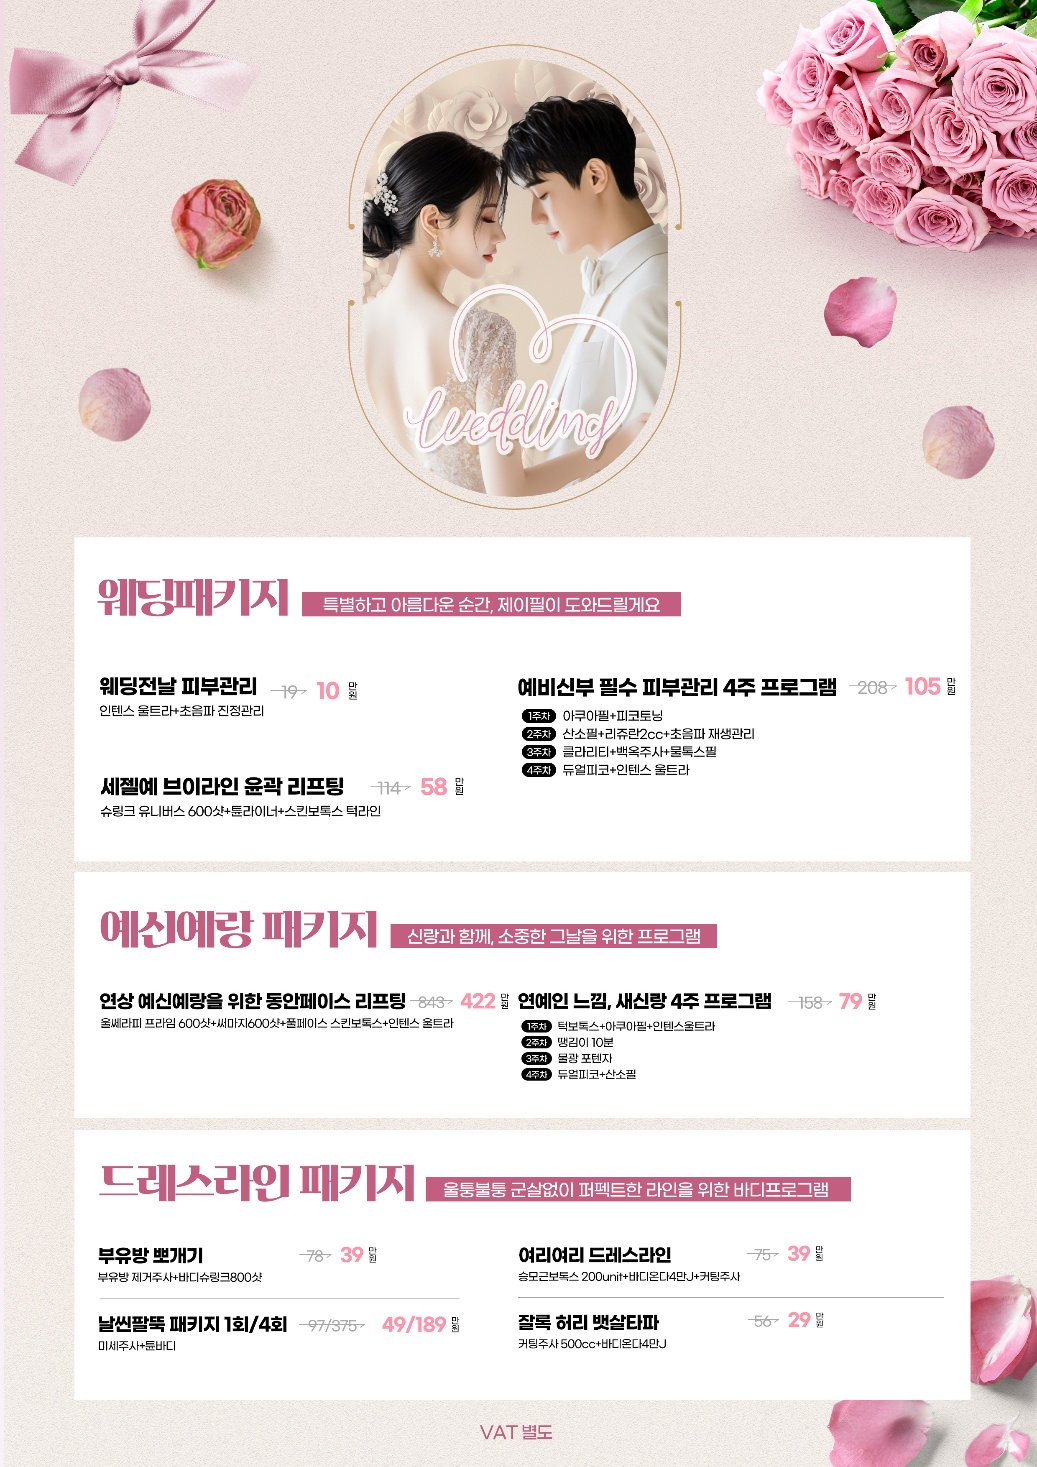 wedding
웨딩패키지
특별하고 아름다운 순간, 제이필이 도와드릴게요
웨딩전날 피부관리 19 10 만원
인텐스 울트라+초음파 진정관리
세젤예 브이라인 윤곽 리프팅 114 58 만원
슈링크 유니버스 600샷+튠라이너+스킨보톡스 턱라인
예비신부 필수 피부관리 4주 프로그램 208 105 만원
1주차 아쿠아필+피코토닝
2주차 산소필+리쥬란2cc+초음파 재생관리
3주차 클라리티+백옥주사+물톡스필
4주차 듀얼피코+인텐스 울트라
예신예랑 패키지
신랑과 함께, 소중한 그날을 위한 프로그램
연상 예신예랑을 위한 동안페이스 리프팅 843 422 만원
울쎄라피 프라임 600샷+써마지600샷+풀페이스 스킨보톡스+인텐스 울트라
연예인 느낌, 새신랑 4주 프로그램 158 79 만원
1주차 턱보톡스+아쿠아필+인텐스울트라
2주차 땡김이 10분
3주차 물광 포텐자
4주차 듀얼피코+산소필
드레스라인 패키지
울퉁불퉁 군살없이 퍼펙트한 라인을 위한 바디프로그램
부유방 뽀개기 78 39 만원
부유방 제거주사+바디슈링크800샷
날씬팔뚝 패키지 1회/4회 97/375 49/189 만원
미세주사+튠바디
여리여리 드레스라인 75 39 만원
승모근보톡스 200unit+바디온다4만J+커팅주사
잘록 허리 뱃살타파 56 29 만원
커팅주사 500cc+바디온다4만J
VAT 별도